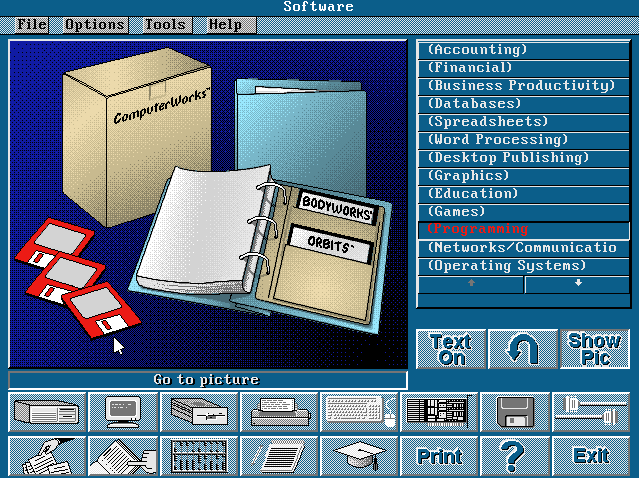 Software
File Options Tools Help
ComputerWorks™
BODYWORKS™
ORBITS™
(Accounting)
(Financial)
(Business Productivity)
(Databases)
(Spreadsheets)
(Word Processing)
(Desktop Publishing)
(Graphics)
(Education)
(Games)
(Programming
(Networks/Communicatio
(Operating Systems)
Text On
Show Pic
Go to picture
Print
?
Exit